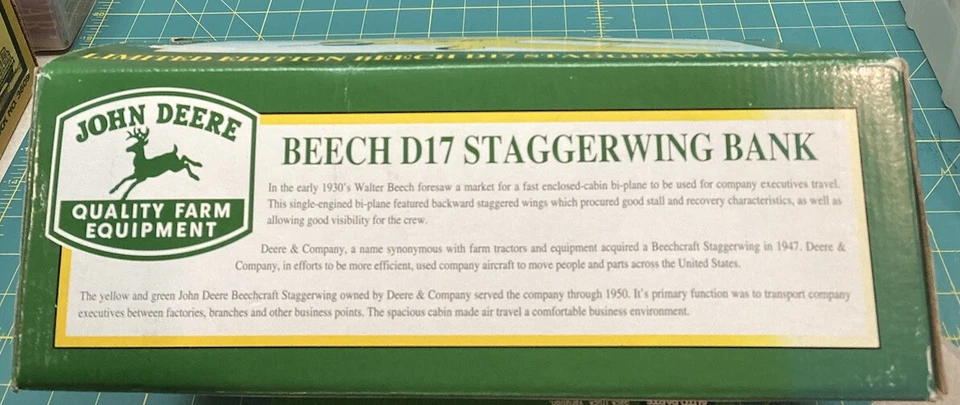 LIMITED EDITION BEECH D17 STAGGERWING
JOHN DEERE
QUALITY FARM
EQUIPMENT
BEECH D17 STAGGERWING BANK
In the early 1930's Walter Beech foresaw a market for a fast enclosed-cabin bi-plane to be used for company executives travel.
This single-engined bi-plane featured backward staggered wings which procured good stall and recovery characteristics, as well as
allowing good visibility for the crew.
Deere & Company, a name synonymous with farm tractors and equipment acquired a Beechcraft Staggerwing in 1947. Deere &
Company, in efforts to be more efficient, used company aircraft to move people and parts across the United States.
The yellow and green John Deere Beechcraft Staggerwing owned by Deere & Company served the company through 1950. It's primary function was to transport company
executives between factories, branches and other business points. The spacious cabin made air travel a comfortable business environment.